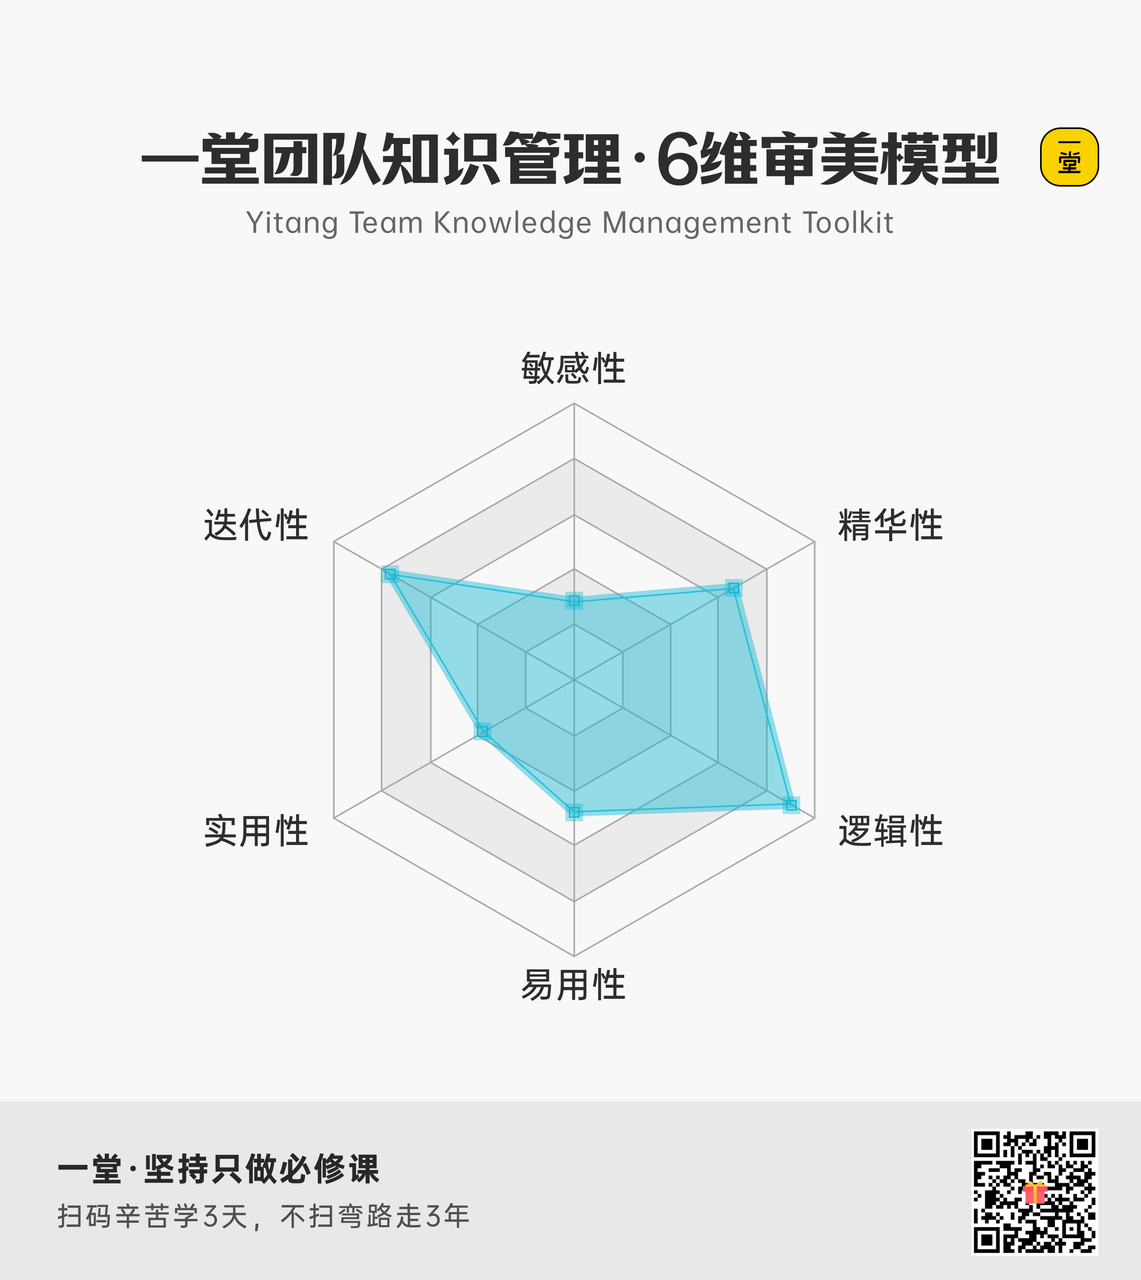 一堂团队知识管理·6维审美模型
一堂
Yitang Team Knowledge Management Toolkit
敏感性
迭代性
精华性
实用性
逻辑性
易用性
一堂·坚持只做必修课
扫码辛苦学3天，不扫弯路走3年